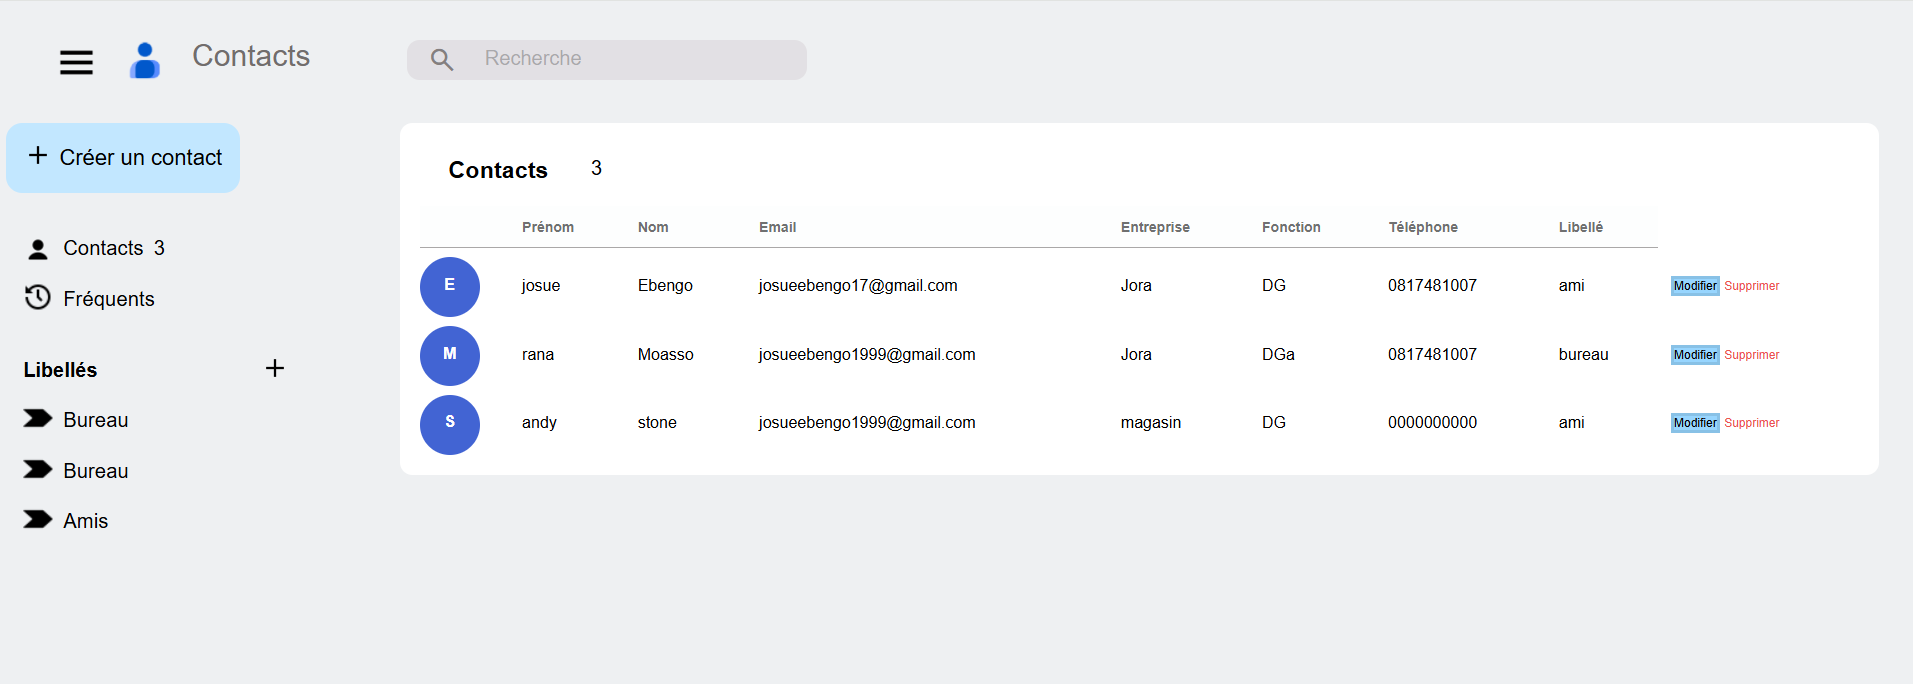 Contacts
Recherche
+ Créer un contact
Contacts 3
Fréquents
Libellés +
Bureau
Bureau
Amis
Contacts 3
Prénom Nom Email Entreprise Fonction Téléphone Libellé
E josue Ebengo josueebengo17@gmail.com Jora DG 0817481007 ami Modifier Supprimer
M rana Moasso josueebengo1999@gmail.com Jora DGa 0817481007 bureau Modifier Supprimer
S andy stone josueebengo1999@gmail.com magasin DG 0000000000 ami Modifier Supprimer